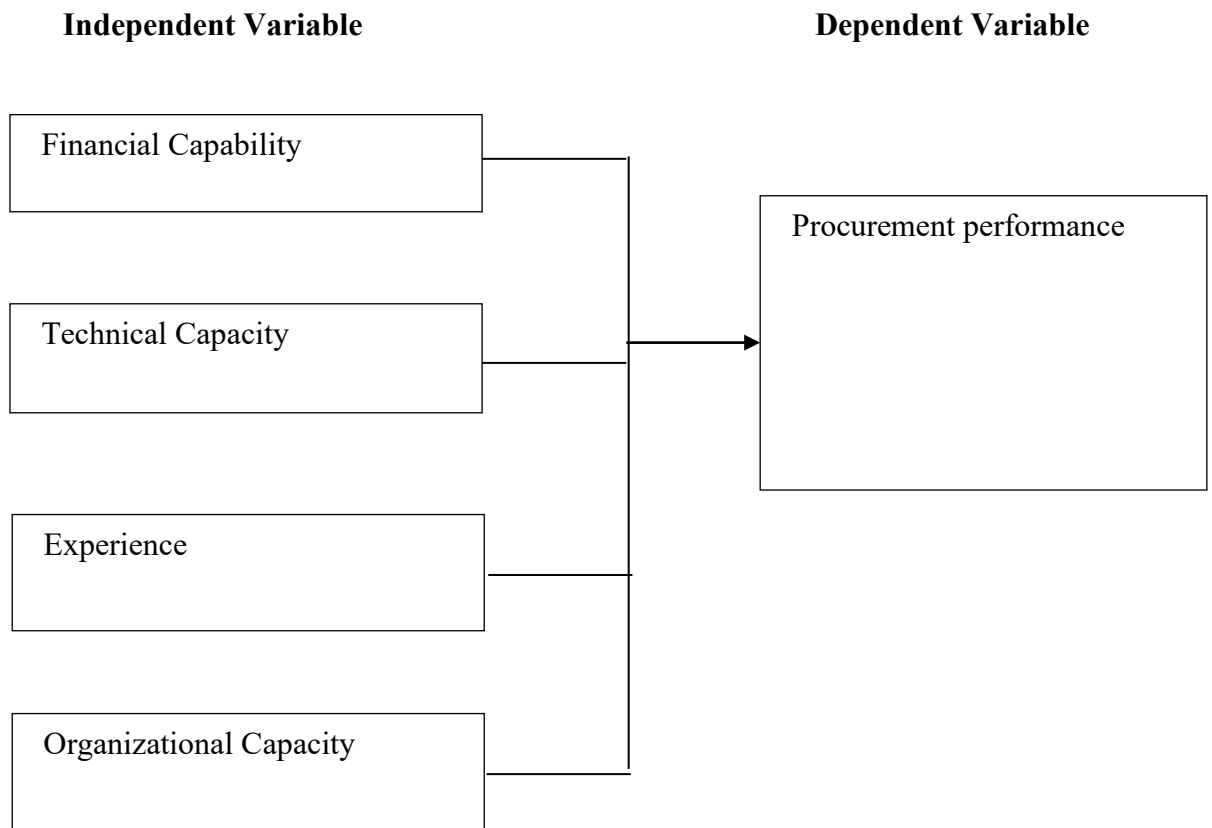 Independent Variable
Dependent Variable
Financial Capability
Technical Capacity
Experience
Organizational Capacity
Procurement performance